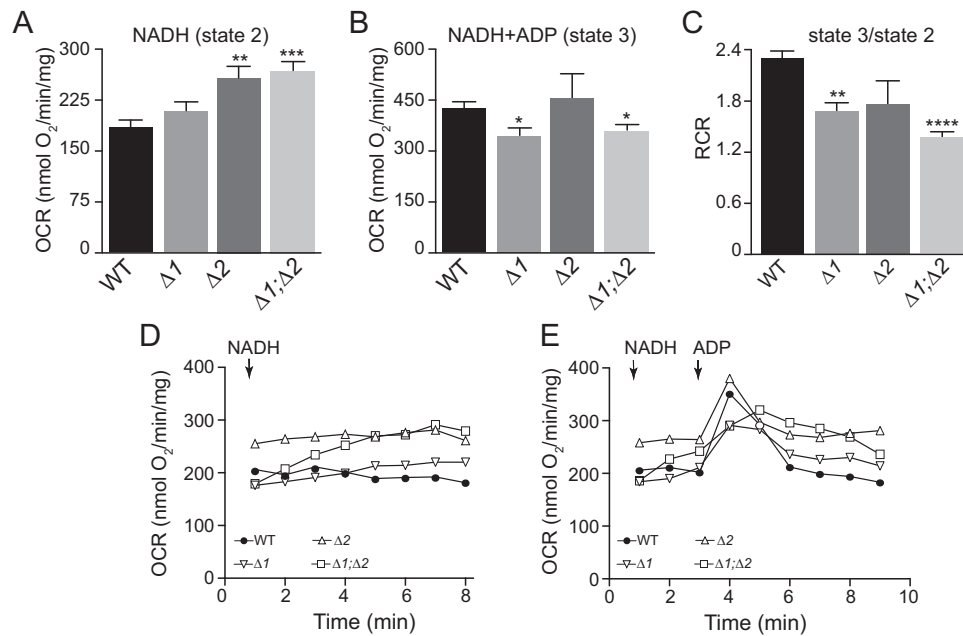 A
NADH (state 2)
OCR (nmol O2/min/mg)
300
225
150
75
0
**
***
WT
Δ1
Δ2
Δ1;Δ2
B
NADH+ADP (state 3)
OCR (nmol O2/min/mg)
600
450
300
150
0
*
*
WT
Δ1
Δ2
Δ1;Δ2
C
state 3/state 2
RCR
2.4
1.8
1.2
0.6
0
**
****
WT
Δ1
Δ2
Δ1;Δ2
D
NADH
OCR (nmol O2/min/mg)
400
300
200
100
0
WT
Δ2
Δ1
Δ1;Δ2
0 2 4 6 8
Time (min)
E
NADH ADP
OCR (nmol O2/min/mg)
400
300
200
100
0
WT
Δ2
Δ1
Δ1;Δ2
0 2 4 6 8 10
Time (min)